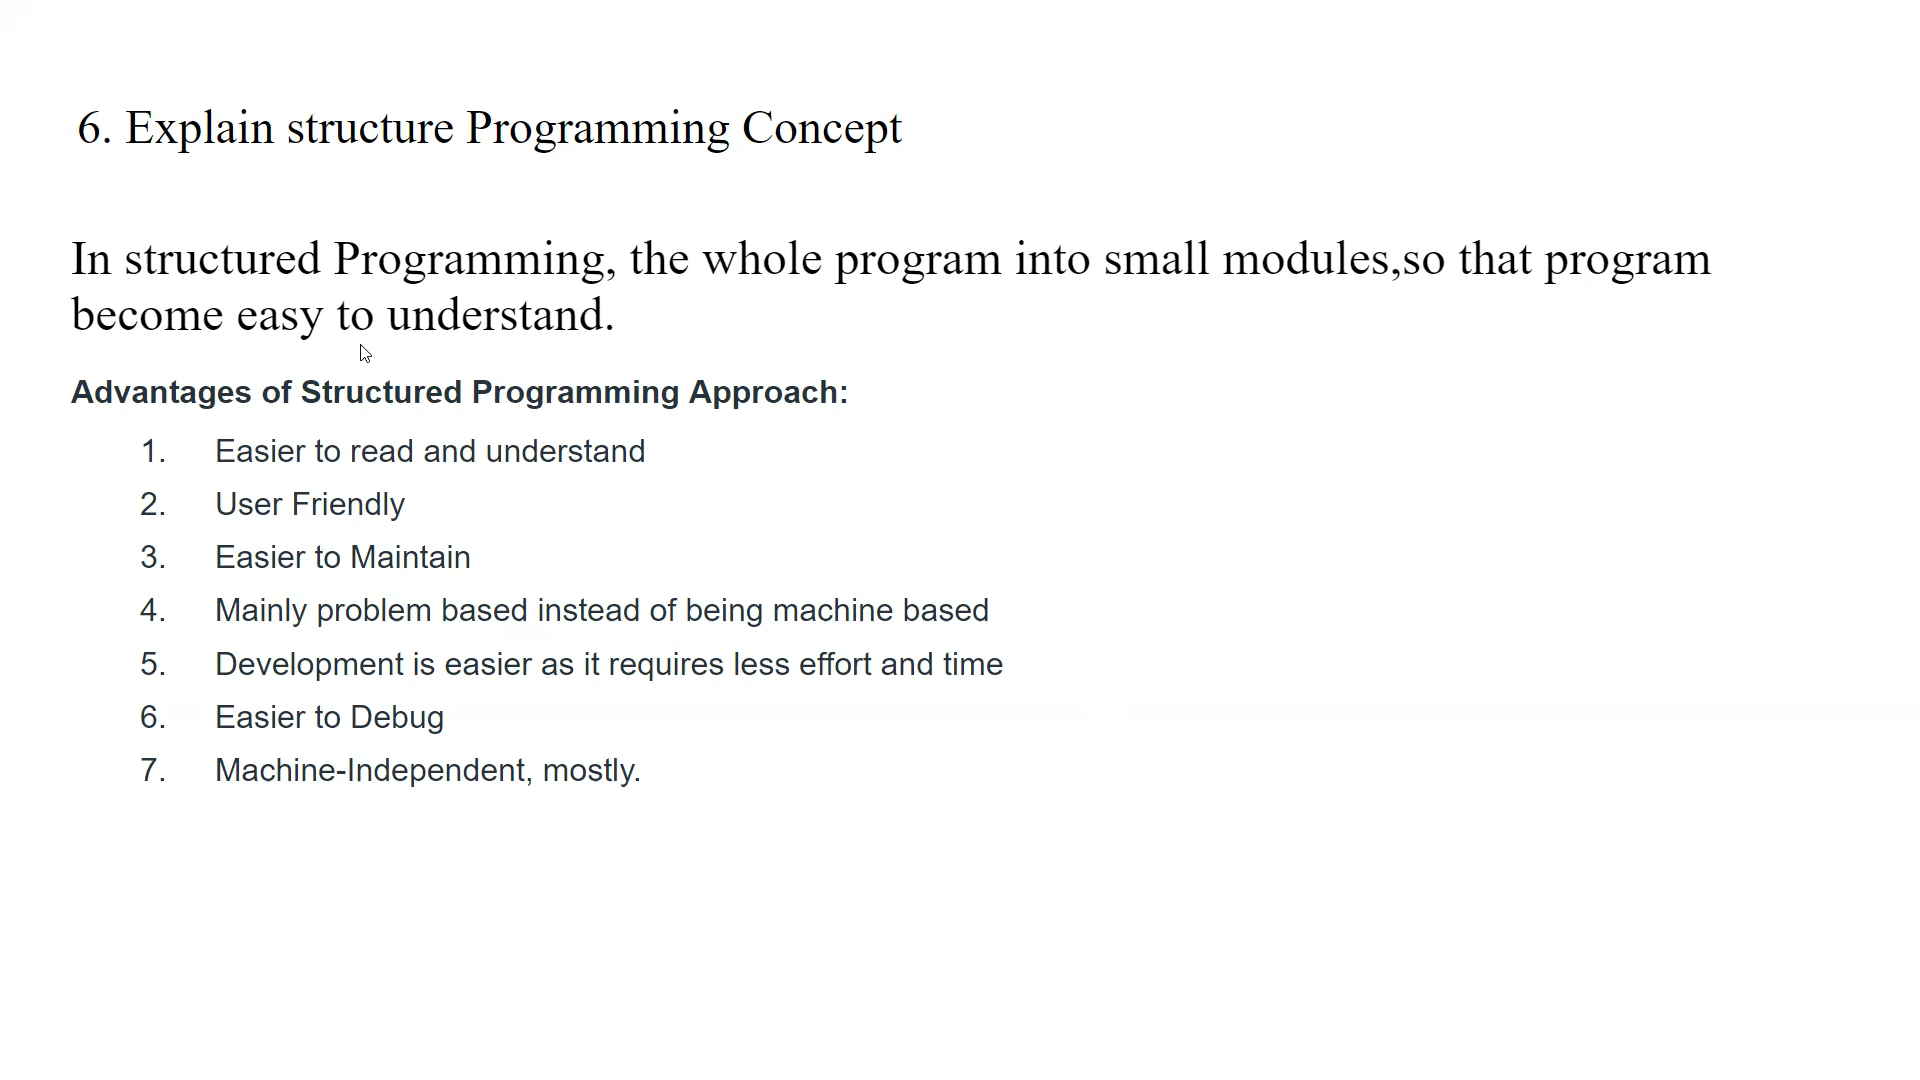 6. Explain structure Programming Concept
In structured Programming, the whole program into small modules,so that program
become easy to understand.
Advantages of Structured Programming Approach:
1. Easier to read and understand
2. User Friendly
3. Easier to Maintain
4. Mainly problem based instead of being machine based
5. Development is easier as it requires less effort and time
6. Easier to Debug
7. Machine-Independent, mostly.